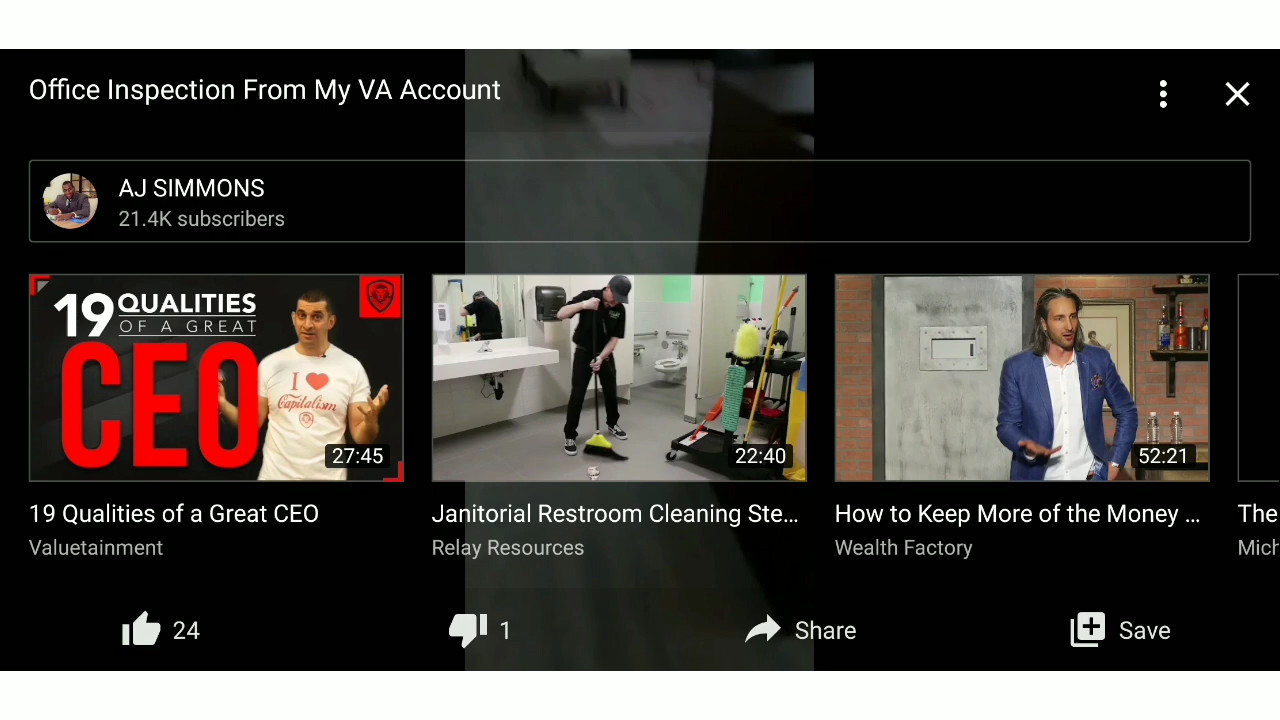 Office Inspection From My VA Account
AJ SIMMONS
21.4K subscribers
19 QUALITIES
OF A GREAT
CEO
I
Capitalism
27:45
22:40
52:21
19 Qualities of a Great CEO
Janitorial Restroom Cleaning Ste...
How to Keep More of the Money ...
The
Valuetainment
Relay Resources
Wealth Factory
Mich
24
1
Share
Save